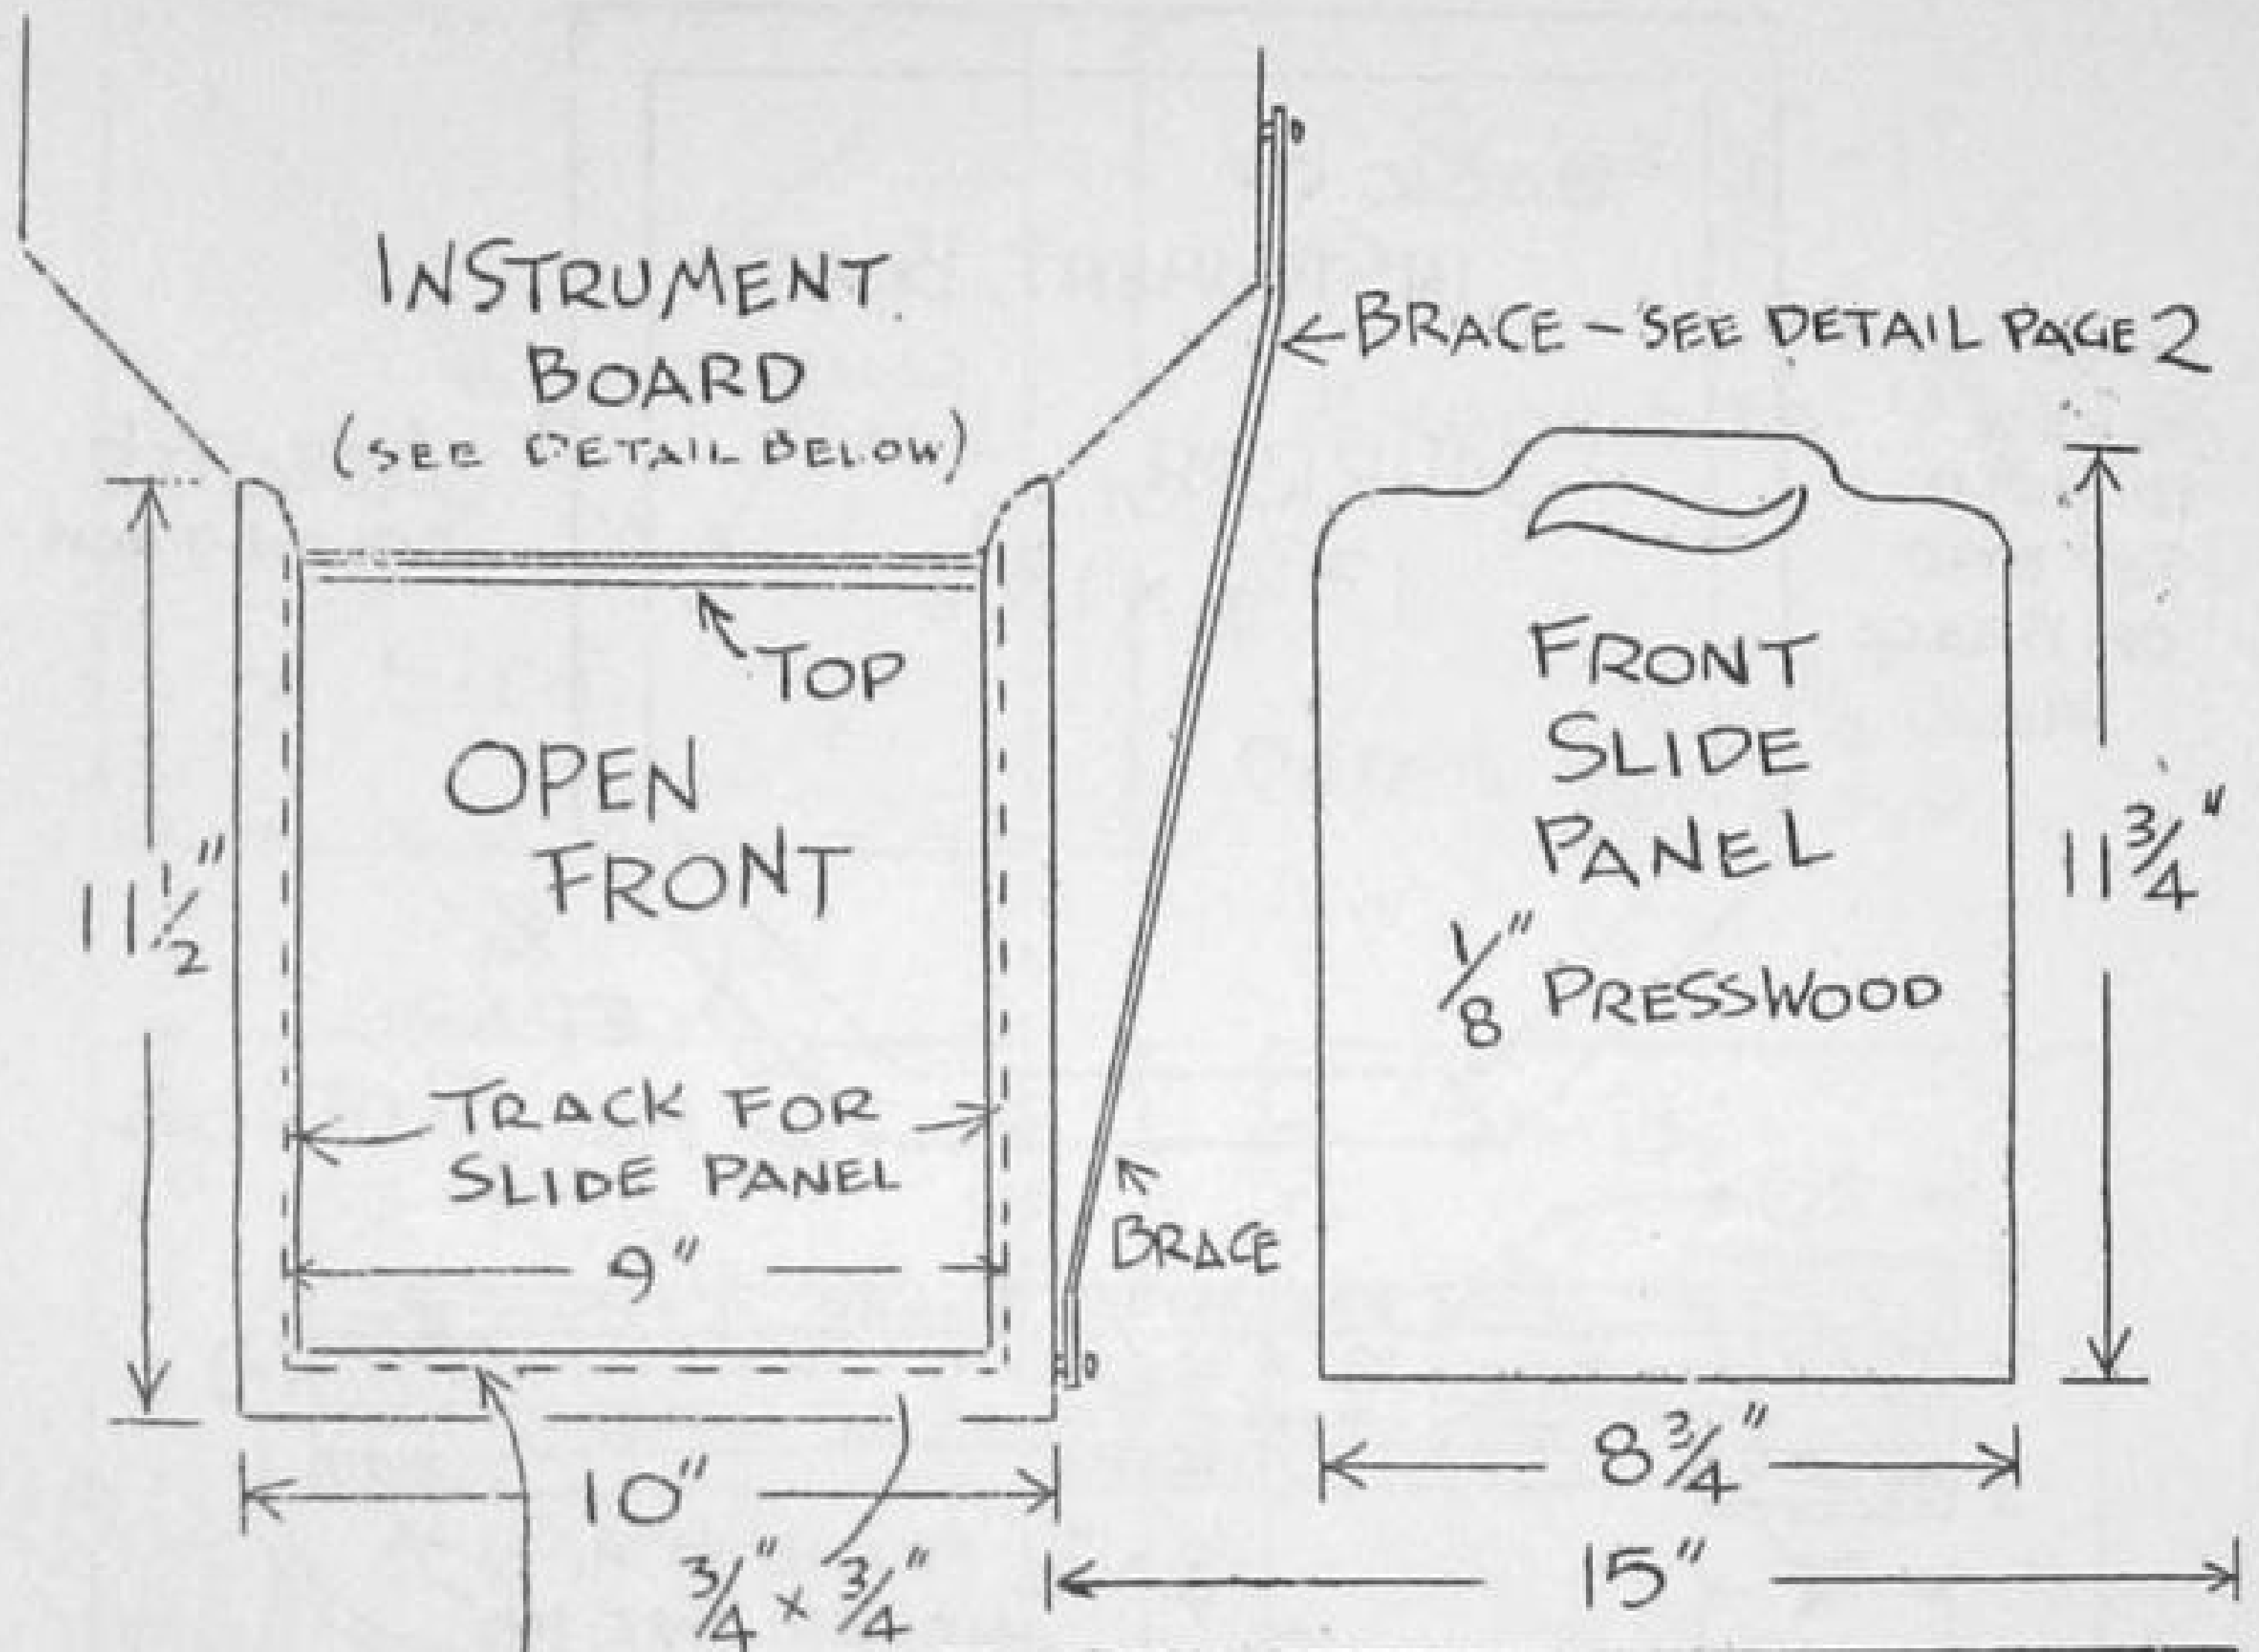 INSTRUMENT
BOARD
(SEE DETAIL BELOW)
←BRACE – SEE DETAIL PAGE 2
TOP
OPEN
FRONT
11 1/2"
TRACK FOR
SLIDE PANEL
9"
BRACE
10"
3/4" x 3/4"
FRONT
SLIDE
PANEL
1/8" PRESSWOOD
11 3/4"
8 3/4"
15"